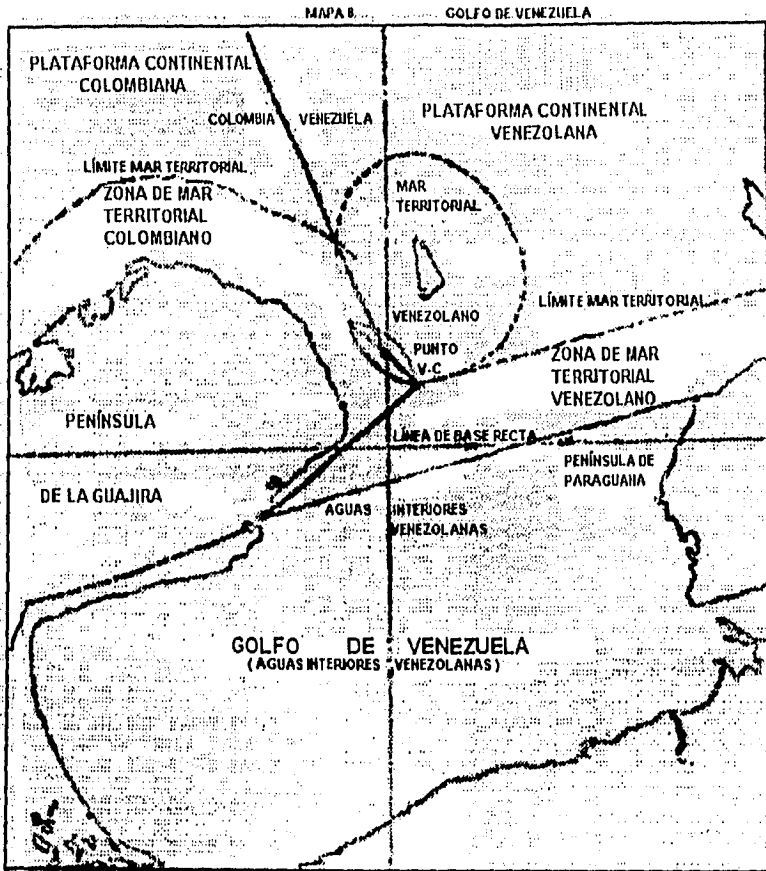 MAPA 8.
GOLFO DE VENEZUELA
PLATAFORMA CONTINENTAL
COLOMBIANA
COLOMBIA
VENEZUELA
PLATAFORMA CONTINENTAL
VENEZOLANA
LÍMITE MAR TERRITORIAL
ZONA DE MAR
TERRITORIAL
COLOMBIANO
MAR
TERRITORIAL
VENEZOLANO
LÍMITE MAR TERRITORIAL
PUNTO
V-C
ZONA DE MAR
TERRITORIAL
VENEZOLANO
PENÍNSULA
LÍNEA DE BASE RECTA
PENÍNSULA DE
PARAGUANA
DE LA GUAJIRA
AGUAS INTERIORES
VENEZOLANAS
GOLFO DE VENEZUELA
( AGUAS INTERIORES VENEZOLANAS )